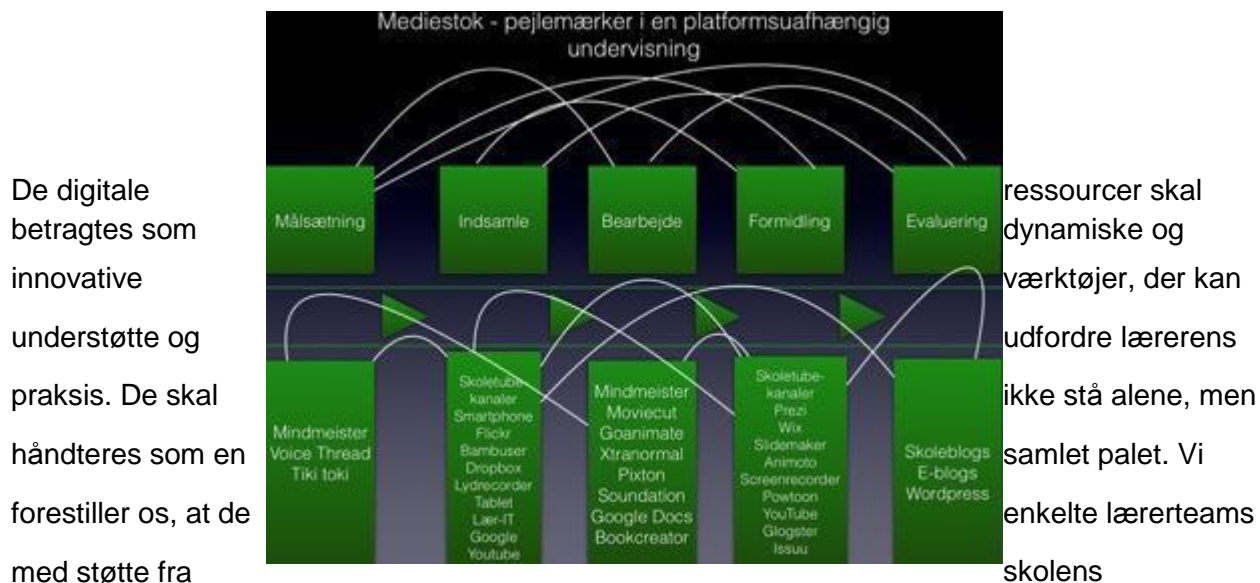 Mediestok - pejlemærker i en platformsuafhængig
undervisning
Målsætning
Indsamle
Bearbejde
Formidling
Evaluering
Mindmeister
Voice Thread
Tiki toki
Skoletube-
kanaler
Smartphone
Flickr
Bambuser
Dropbox
Lydrecorder
Tablet
Lær-IT
Google
Youtube
Mindmeister
Moviecut
Goanimate
Xtranormal
Pixton
Soundation
Google Docs
Bookcreator
Skoletube-
kanaler
Prezi
Wix
Slidemaker
Animoto
Screenrecorder
Powtoon
YouTube
Glogster
Issuu
Skoleblogs
E-blogs
Wordpress
De digitale ressourcer skal
betragtes som dynamiske og
innovative værktøjer, der kan
understøtte og udfordre lærerens
praksis. De skal ikke stå alene, men
håndteres som en samlet palet. Vi
forestiller os, at de enkelte lærerteams
med støtte fra skolens